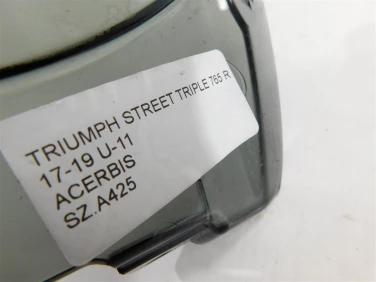 TRIUMPH STREET TRIPLE 765 R
17-19 U-11
ACERBIS
SZ.A425